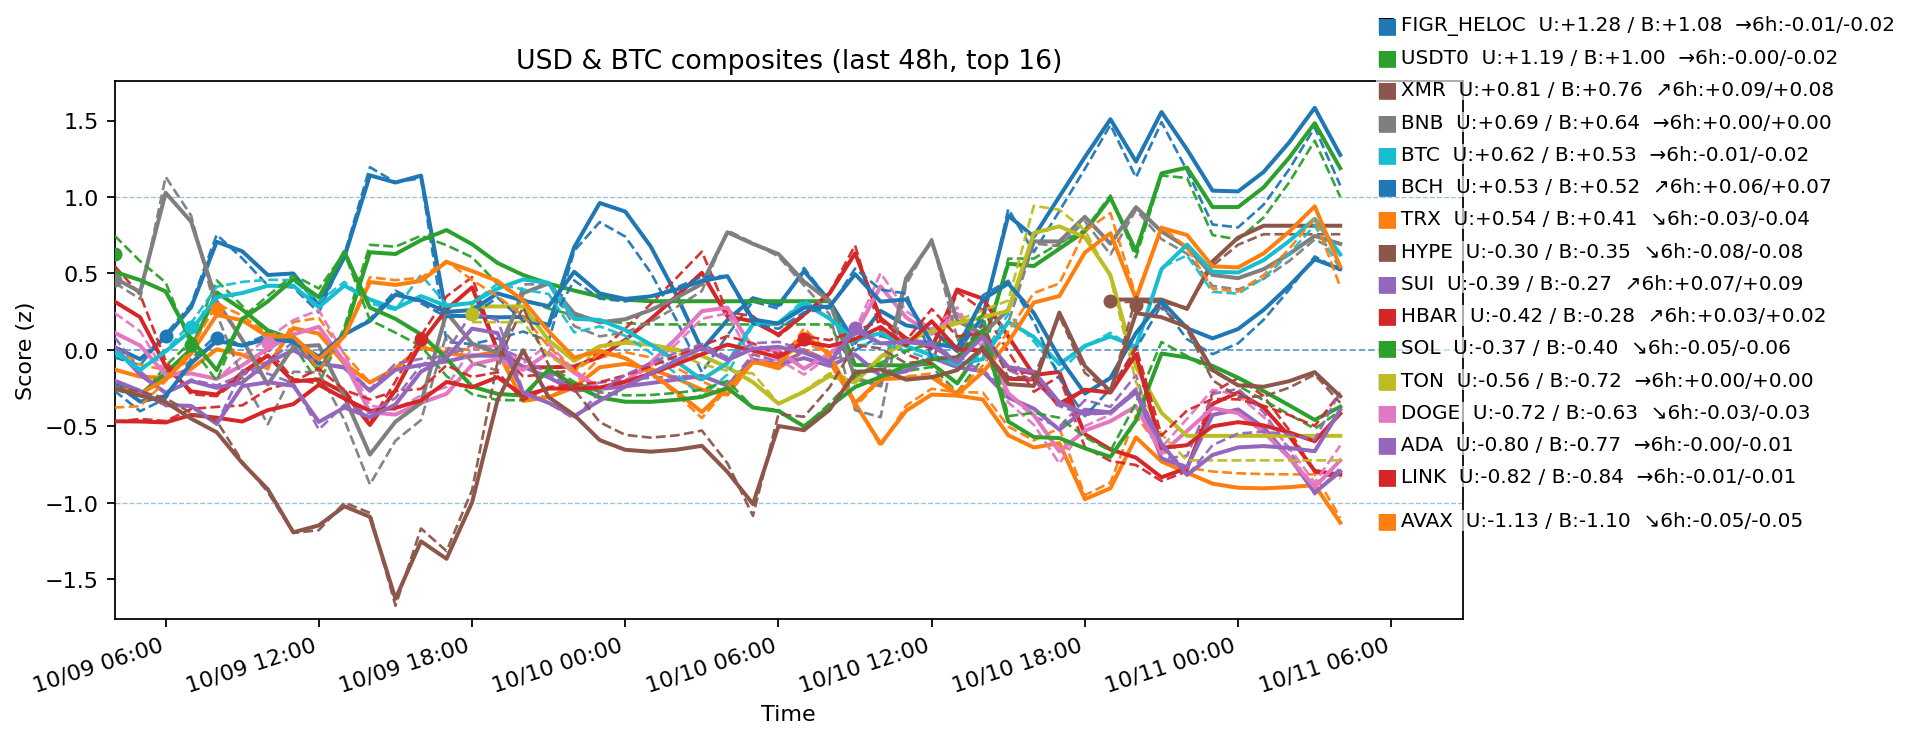 USD & BTC composites (last 48h, top 16)
FIGR_HELOC  U:+1.28 / B:+1.08  →6h:-0.01/-0.02
USDT0  U:+1.19 / B:+1.00  →6h:-0.00/-0.02
XMR  U:+0.81 / B:+0.76  ↗6h:+0.09/+0.08
BNB  U:+0.69 / B:+0.64  →6h:+0.00/+0.00
BTC  U:+0.62 / B:+0.53  →6h:-0.01/-0.02
BCH  U:+0.53 / B:+0.52  ↗6h:+0.06/+0.07
TRX  U:+0.54 / B:+0.41  ↘6h:-0.03/-0.04
HYPE  U:-0.30 / B:-0.35  ↘6h:-0.08/-0.08
SUI  U:-0.39 / B:-0.27  ↗6h:+0.07/+0.09
HBAR  U:-0.42 / B:-0.28  ↗6h:+0.03/+0.02
SOL  U:-0.37 / B:-0.40  ↘6h:-0.05/-0.06
TON  U:-0.56 / B:-0.72  →6h:+0.00/+0.00
DOGE  U:-0.72 / B:-0.63  ↘6h:-0.03/-0.03
ADA  U:-0.80 / B:-0.77  →6h:-0.00/-0.01
LINK  U:-0.82 / B:-0.84  →6h:-0.01/-0.01
AVAX  U:-1.13 / B:-1.10  ↘6h:-0.05/-0.05
Score (z)
1.5
1.0
0.5
0.0
−0.5
−1.0
−1.5
10/09 06:00
10/09 12:00
10/09 18:00
10/10 00:00
10/10 06:00
10/10 12:00
10/10 18:00
10/11 00:00
10/11 06:00
Time